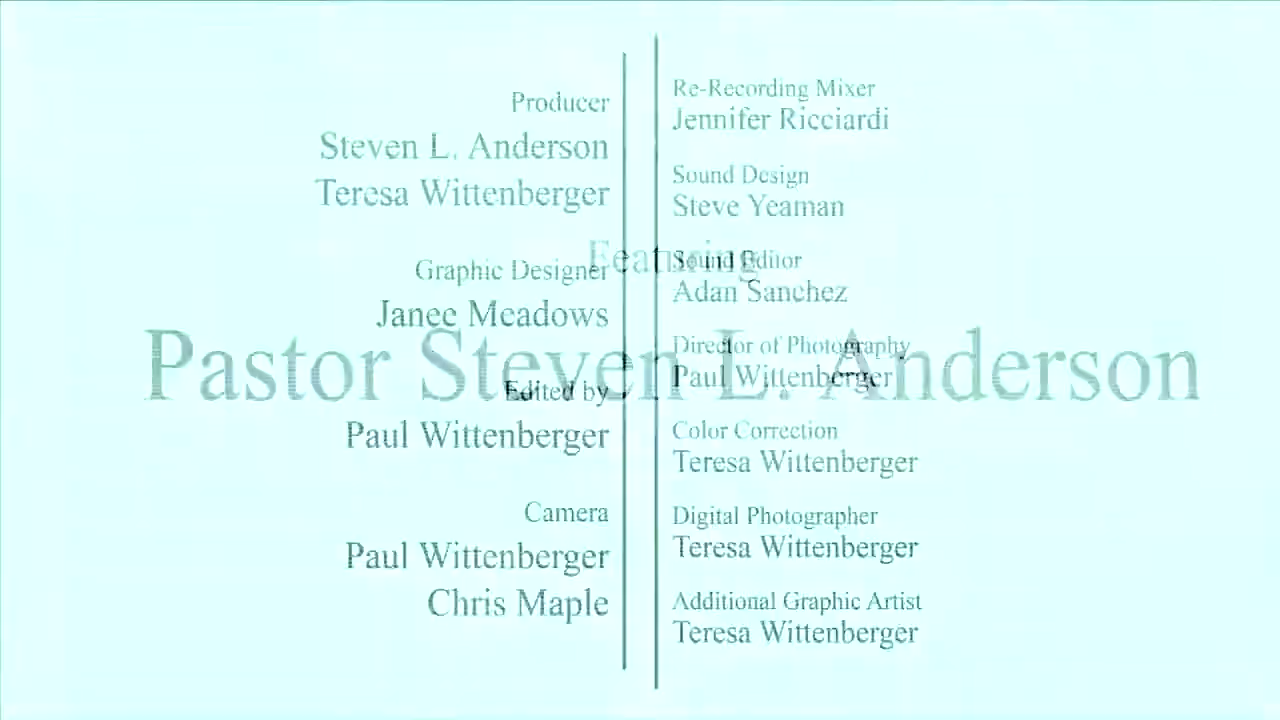 Producer
Steven L. Anderson
Teresa Wittenberger
Graphic Designer
Janee Meadows
Edited by
Paul Wittenberger
Camera
Paul Wittenberger
Chris Maple
Re-Recording Mixer
Jennifer Ricciardi
Sound Design
Steve Yeaman
Sound Editor
Adan Sanchez
Director of Photography
Paul Wittenberger
Color Correction
Teresa Wittenberger
Digital Photographer
Teresa Wittenberger
Additional Graphic Artist
Teresa Wittenberger
Featuring
Pastor Steven L. Anderson